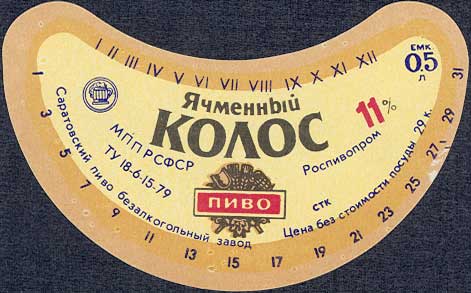 I II III IV V VI VII VIII IX X XI XII
ЕМК.
0,5
Л
Ячменный
КОЛОС
11%
МПП РСФСР
ТУ 18-6-15-79
Роспивопром
ПИВО
СТК
Саратовский пиво безалкогольный завод
Цена без стоимости посуды 29 к.
1 3 5 7 9 11 13 15 17 19 21 23 25 27 29 31